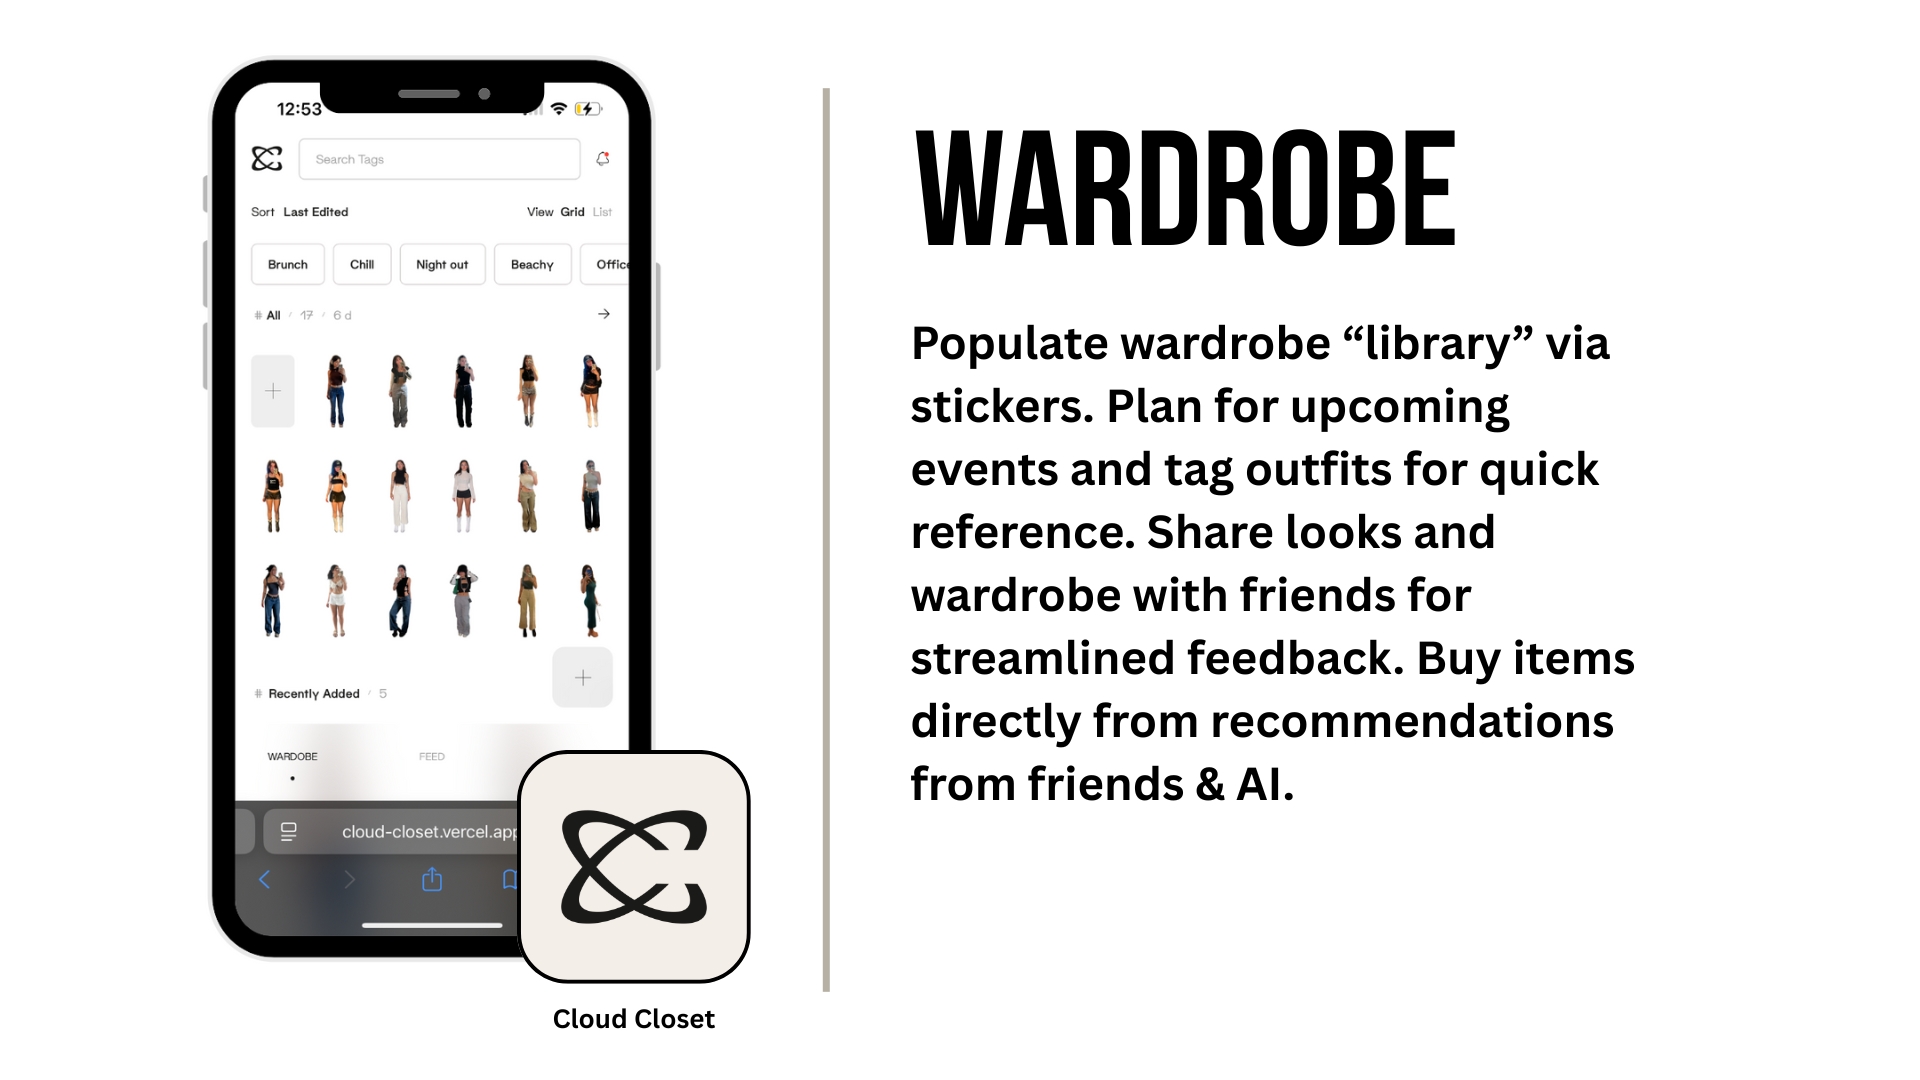 12:53
Search Tags
Sort Last Edited View Grid List
Brunch Chill Night out Beachy Office
# All / 17 / 6 d
# Recently Added / 5
WARDOBE FEED
cloud-closet.vercel.app
Cloud Closet
WARDROBE
Populate wardrobe “library” via
stickers. Plan for upcoming
events and tag outfits for quick
reference. Share looks and
wardrobe with friends for
streamlined feedback. Buy items
directly from recommendations
from friends & AI.